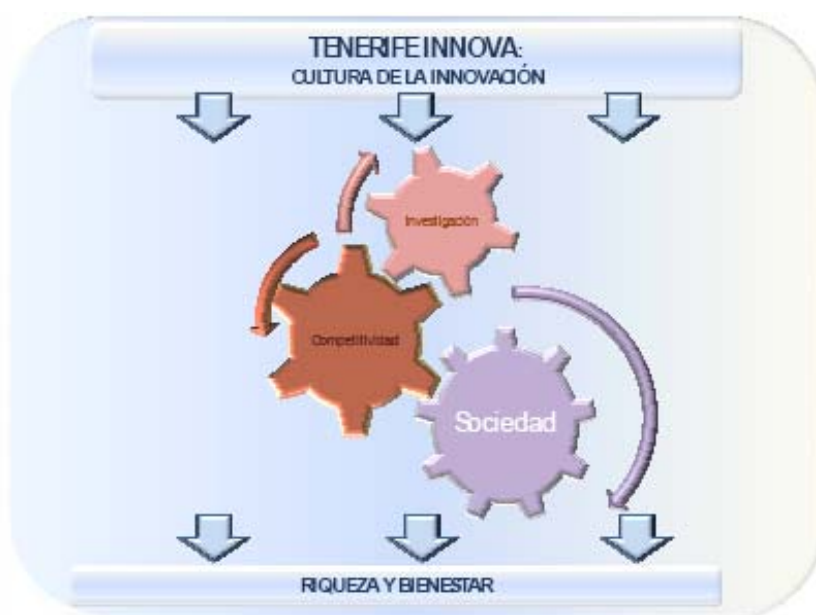 TENERIFE INNOVA:
CULTURA DE LA INNOVACIÓN
Investigación
Competitividad
Sociedad
RIQUEZA Y BIENESTAR